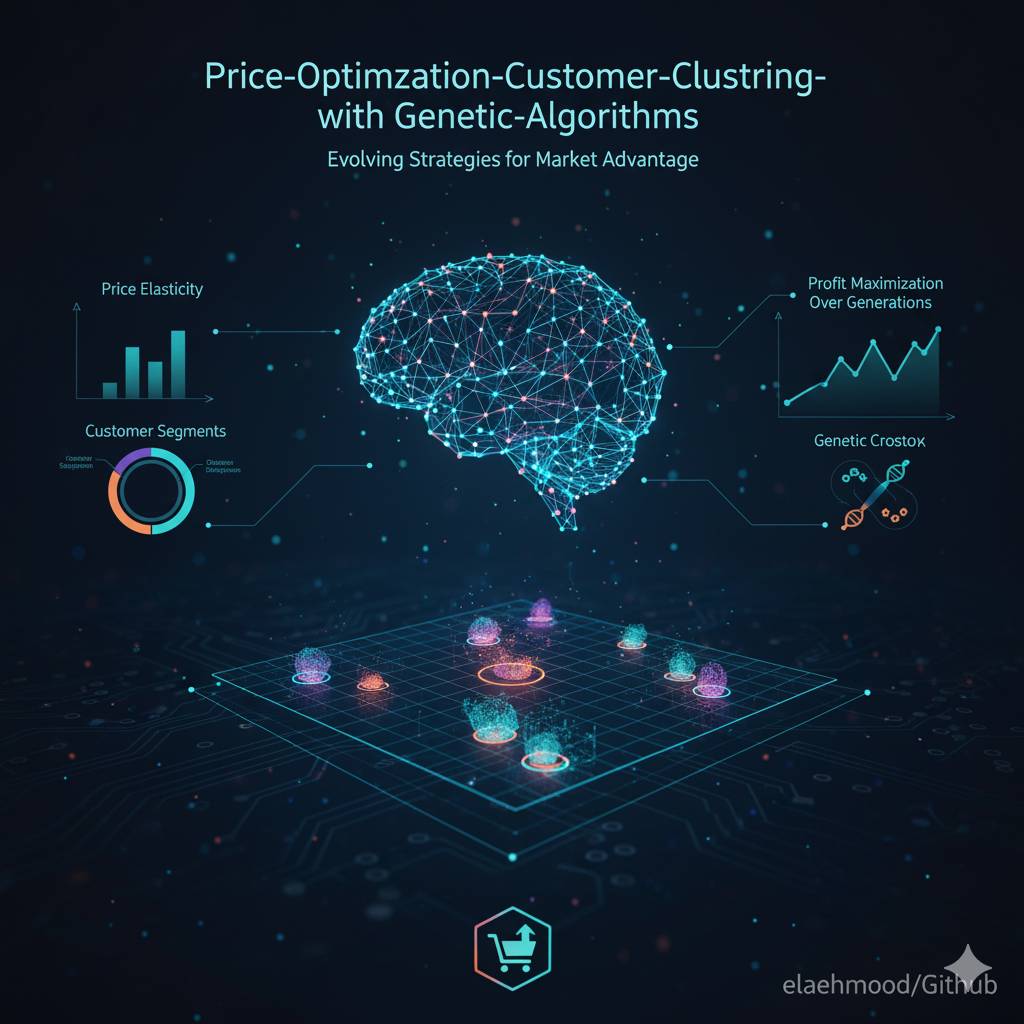 Price-Optimzation-Customer-Clustring-
with Genetic-Algorithms
Evolving Strategies for Market Advantage
Price Elasticity
Customer Segments
Profit Maximization
Over Generations
Genetic Crostox
elaehmood/Github